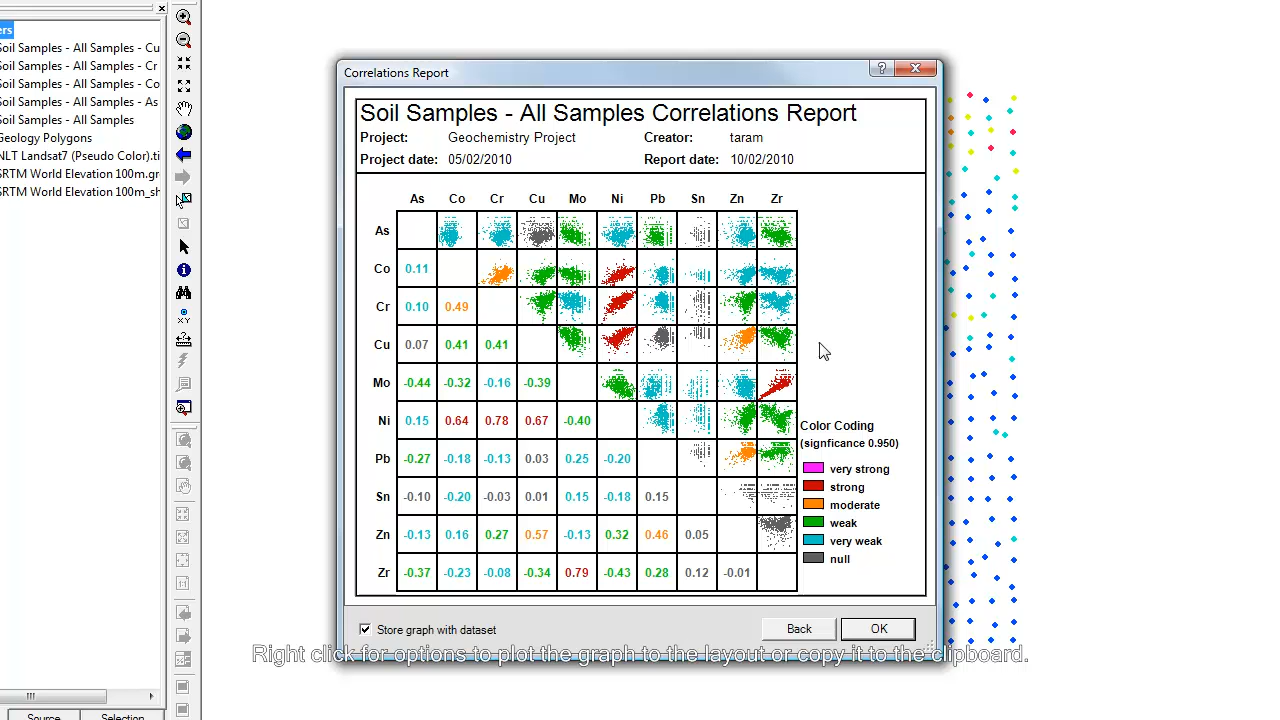 ers
Soil Samples - All Samples - Cu
Soil Samples - All Samples - Cr
Soil Samples - All Samples - Co
Soil Samples - All Samples - As
Soil Samples - All Samples
Geology Polygons
NLT Landsat7 (Pseudo Color).ti
SRTM World Elevation 100m.gr
SRTM World Elevation 100m_sh
Source
Selection
XY
1:1
Correlations Report
?
Soil Samples - All Samples Correlations Report
Project: Geochemistry Project Creator: taram
Project date: 05/02/2010 Report date: 10/02/2010
As Co Cr Cu Mo Ni Pb Sn Zn Zr
As
Co 0.11
Cr 0.10 0.49
Cu 0.07 0.41 0.41
Mo -0.44 -0.32 -0.16 -0.39
Ni 0.15 0.64 0.78 0.67 -0.40
Pb -0.27 -0.18 -0.13 0.03 0.25 -0.20
Sn -0.10 -0.20 -0.03 0.01 0.15 -0.18 0.15
Zn -0.13 0.16 0.27 0.57 -0.13 0.32 0.46 0.05
Zr -0.37 -0.23 -0.08 -0.34 0.79 -0.43 0.28 0.12 -0.01
Color Coding
(signficance 0.950)
very strong
strong
moderate
weak
very weak
null
Store graph with dataset
Back
OK
Right click for options to plot the graph to the layout or copy it to the clipboard.